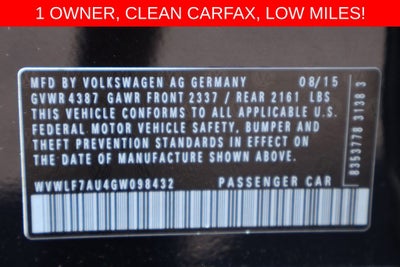 1 OWNER, CLEAN CARFAX, LOW MILES!
MFD BY VOLKSWAGEN AG GERMANY 08/15
GVWR 4387 GAWR FRONT 2337 / REAR 2161 LBS
THIS VEHICLE CONFORMS TO ALL APPLICABLE U.S.
FEDERAL MOTOR VEHICLE SAFETY, BUMPER AND
THEFT PREVENTION STANDARDS IN EFFECT ON
THE DATE OF MANUFACTURE SHOWN ABOVE.
WVWLF7AU4GW098432 PASSENGER CAR
8353778 3138 3